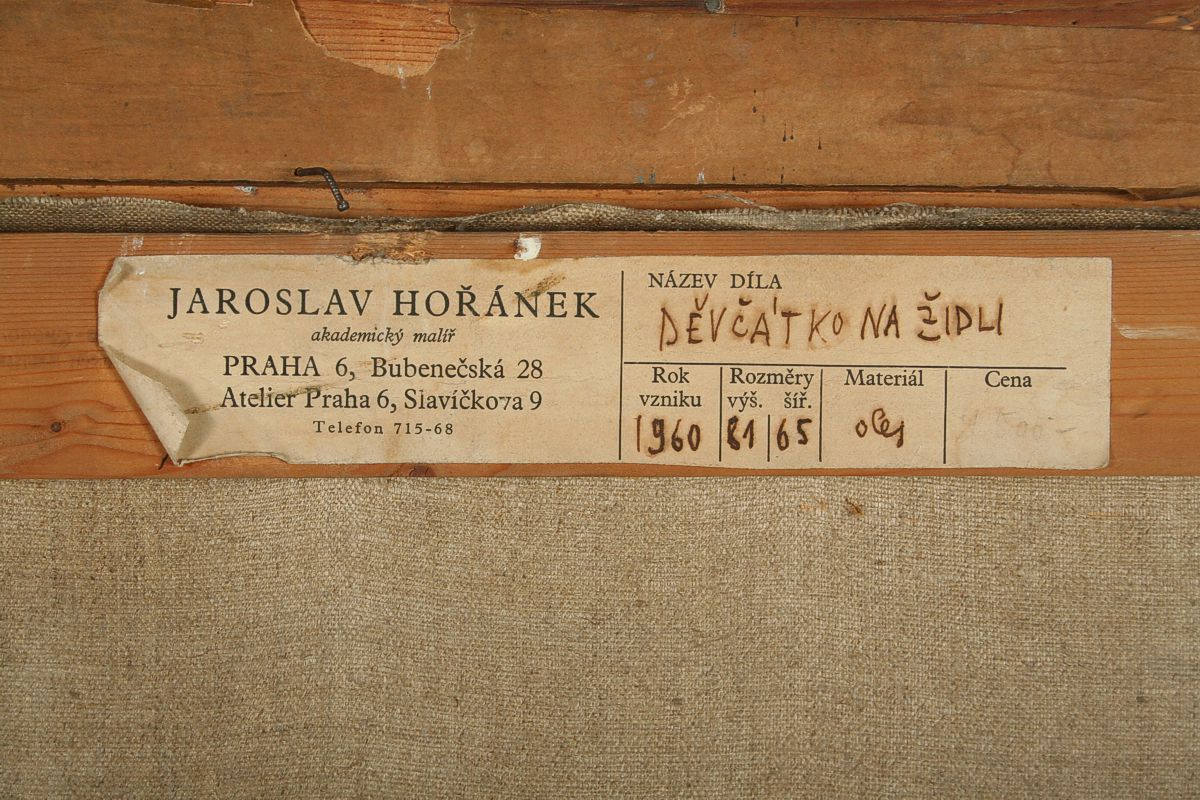 JAROSLAV HOŘÁNEK
akademický malíř
PRAHA 6, Bubenečská 28
Atelier Praha 6, Slavíčkova 9
Telefon 715-68
NÁZEV DÍLA
DĚVČÁTKO NA ŽIDLI
Rok vzniku
1960
Rozměry
výš. šíř.
81 65
Materiál
olej
Cena